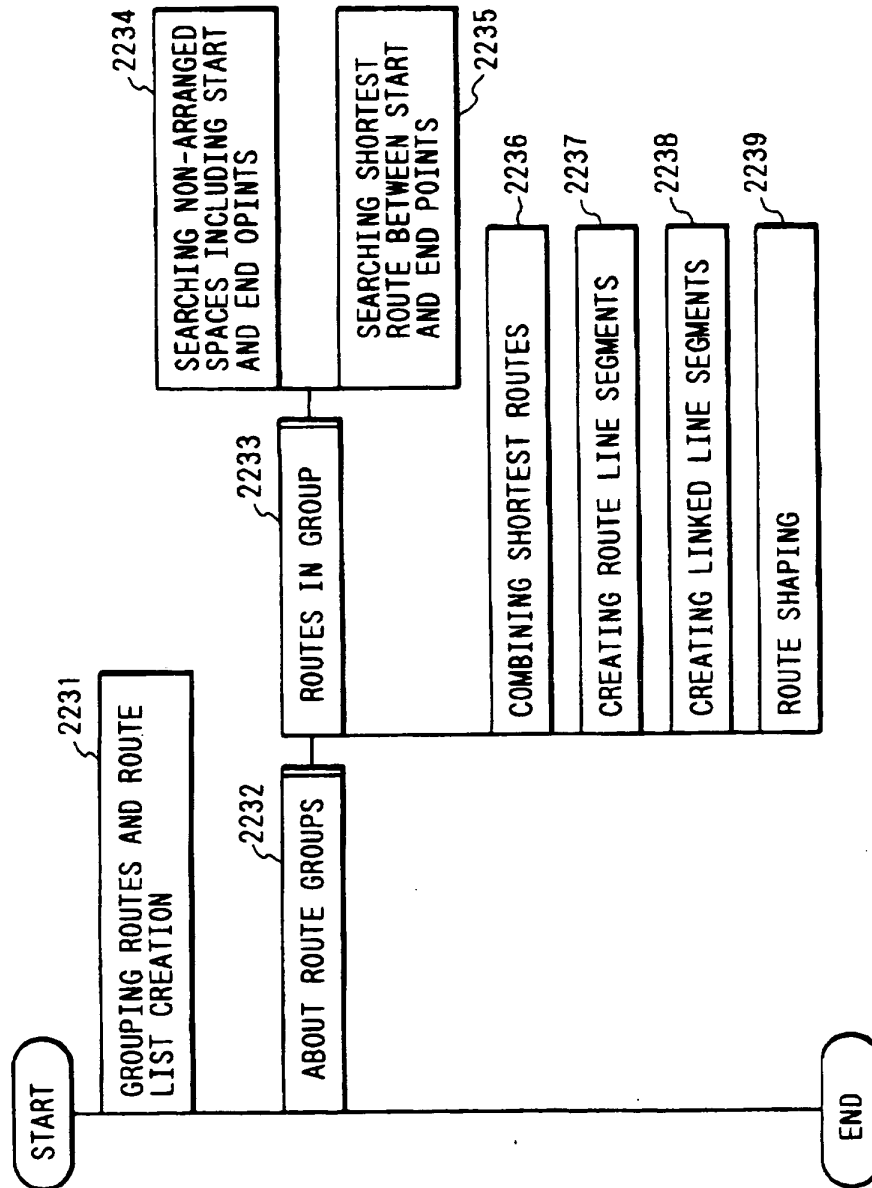 START
2231
GROUPING ROUTES AND ROUTE
LIST CREATION
2232
ABOUT ROUTE GROUPS
2233
ROUTES IN GROUP
2234
SEARCHING NON-ARRANGED
SPACES INCLUDING START
AND END OPINTS
2235
SEARCHING SHORTEST
ROUTE BETWEEN START
AND END POINTS
2236
COMBINING SHORTEST ROUTES
2237
CREATING ROUTE LINE SEGMENTS
2238
CREATING LINKED LINE SEGMENTS
2239
ROUTE SHAPING
END